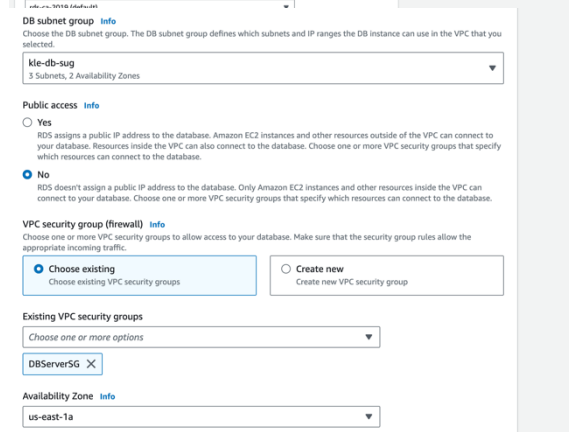 rds-ca-2019 (default)
DB subnet group Info
Choose the DB subnet group. The DB subnet group defines which subnets and IP ranges the DB instance can use in the VPC that you
selected.
kle-db-sug
3 Subnets, 2 Availability Zones
Public access Info
Yes
RDS assigns a public IP address to the database. Amazon EC2 instances and other resources outside of the VPC can connect to
your database. Resources inside the VPC can also connect to the database. Choose one or more VPC security groups that specify
which resources can connect to the database.
No
RDS doesn't assign a public IP address to the database. Only Amazon EC2 instances and other resources inside the VPC can
connect to your database. Choose one or more VPC security groups that specify which resources can connect to the database.
VPC security group (firewall) Info
Choose one or more VPC security groups to allow access to your database. Make sure that the security group rules allow the
appropriate incoming traffic.
Choose existing
Choose existing VPC security groups
Create new
Create new VPC security group
Existing VPC security groups
Choose one or more options
DBServerSG
Availability Zone Info
us-east-1a